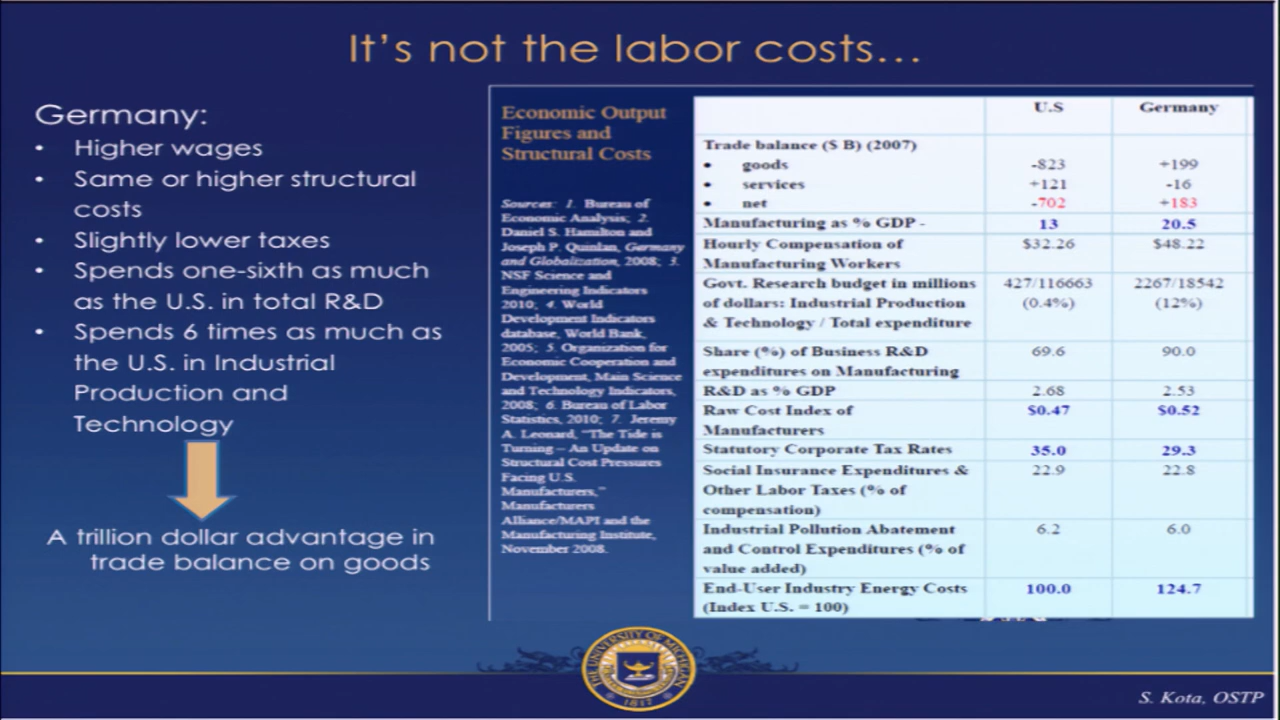 It's not the labor costs…
Germany:
• Higher wages
• Same or higher structural
costs
• Slightly lower taxes
• Spends one-sixth as much
as the U.S. in total R&D
• Spends 6 times as much as
the U.S. in Industrial
Production and
Technology
A trillion dollar advantage in
trade balance on goods
Economic Output
Figures and
Structural Costs
Sources: 1. Bureau of
Economic Analysis; 2.
Daniel S. Hamilton and
Joseph P. Quinlan, Germany
and Globalization, 2008; 3.
NSF Science and
Engineering Indicators
2010; 4. World
Development Indicators
database, World Bank,
2005; 5. Organization for
Economic Cooperation and
Development, Main Science
and Technology Indicators,
2008; 6. Bureau of Labor
Statistics, 2010; 7. Jeremy
A. Leonard, "The Tide is
Turning – An Update on
Structural Cost Pressures
Facing U.S.
Manufacturers,"
Manufacturers
Alliance/MAPI and the
Manufacturing Institute,
November 2008.
U.S Germany
Trade balance ($ B) (2007)
• goods -823 +199
• services +121 -16
• net -702 +183
Manufacturing as % GDP - 13 20.5
Hourly Compensation of $32.26 $48.22
Manufacturing Workers
Govt. Research budget in millions 427/116663 2267/18542
of dollars: Industrial Production (0.4%) (12%)
& Technology / Total expenditure
Share (%) of Business R&D 69.6 90.0
expenditures on Manufacturing
R&D as % GDP 2.68 2.53
Raw Cost Index of $0.47 $0.52
Manufacturers
Statutory Corporate Tax Rates 35.0 29.3
Social Insurance Expenditures & 22.9 22.8
Other Labor Taxes (% of
compensation)
Industrial Pollution Abatement 6.2 6.0
and Control Expenditures (% of
value added)
End-User Industry Energy Costs 100.0 124.7
(Index U.S. = 100)
THE UNIVERSITY OF MICHIGAN
1817
S. Kota, OSTP